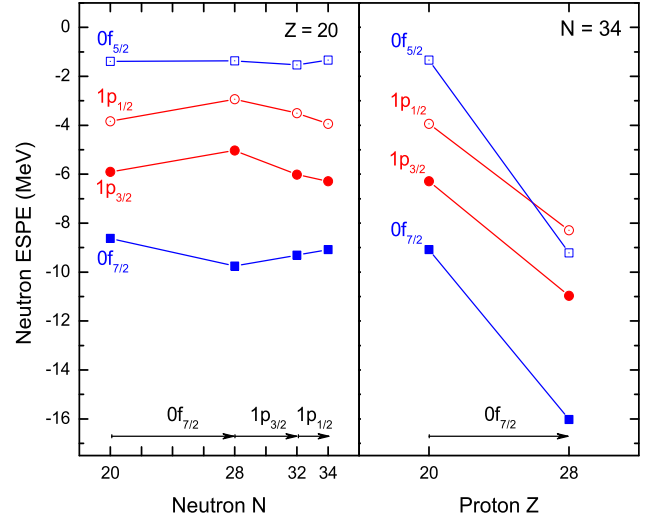 Z = 20
N = 34
0
-2
-4
-6
-8
-10
-12
-14
-16
Neutron ESPE (MeV)
0f5/2
1p1/2
1p3/2
0f7/2
0f7/2
1p3/2
1p1/2
20
28
32
34
Neutron N
0f5/2
1p1/2
1p3/2
0f7/2
0f7/2
20
28
Proton Z